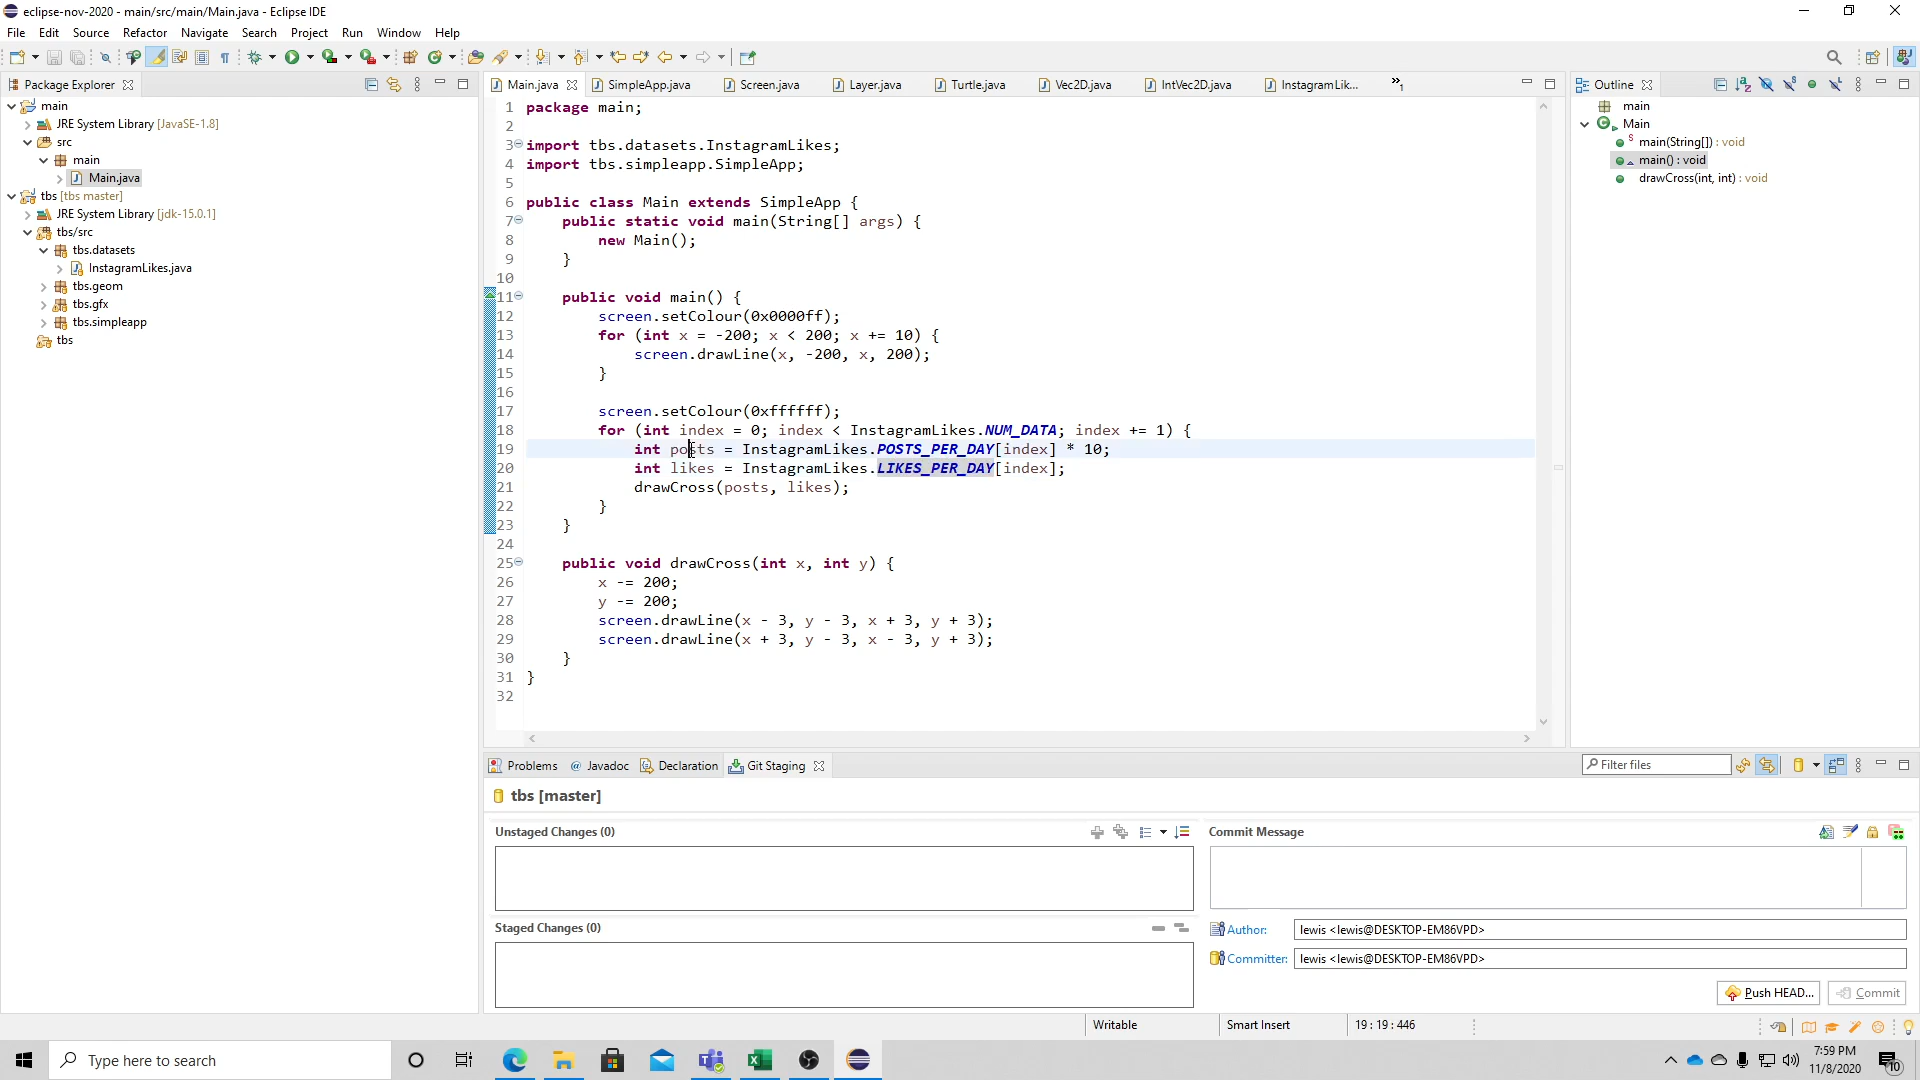 eclipse-nov-2020 - main/src/main/Main.java - Eclipse IDE
File Edit Source Refactor Navigate Search Project Run Window Help
Package Explorer
main
JRE System Library [JavaSE-1.8]
src
main
Main.java
tbs [tbs master]
JRE System Library [jdk-15.0.1]
tbs/src
tbs.datasets
InstagramLikes.java
tbs.geom
tbs.gfx
tbs.simpleapp
tbs
Main.java SimpleApp.java Screen.java Layer.java Turtle.java Vec2D.java IntVec2D.java InstagramLik... »1
1 package main;
2
3 import tbs.datasets.InstagramLikes;
4 import tbs.simpleapp.SimpleApp;
5
6 public class Main extends SimpleApp {
7 public static void main(String[] args) {
8 new Main();
9 }
10
11 public void main() {
12 screen.setColour(0x0000ff);
13 for (int x = -200; x < 200; x += 10) {
14 screen.drawLine(x, -200, x, 200);
15 }
16
17 screen.setColour(0xffffff);
18 for (int index = 0; index < InstagramLikes.NUM_DATA; index += 1) {
19 int posts = InstagramLikes.POSTS_PER_DAY[index] * 10;
20 int likes = InstagramLikes.LIKES_PER_DAY[index];
21 drawCross(posts, likes);
22 }
23 }
24
25 public void drawCross(int x, int y) {
26 x -= 200;
27 y -= 200;
28 screen.drawLine(x - 3, y - 3, x + 3, y + 3);
29 screen.drawLine(x + 3, y - 3, x - 3, y + 3);
30 }
31 }
32
Outline
main
Main
main(String[]) : void
main() : void
drawCross(int, int) : void
Problems @ Javadoc Declaration Git Staging
Filter files
tbs [master]
Unstaged Changes (0)
Staged Changes (0)
Commit Message
Author: lewis <lewis@DESKTOP-EM86VPD>
Committer: lewis <lewis@DESKTOP-EM86VPD>
Push HEAD... Commit
Writable Smart Insert 19 : 19 : 446
Type here to search
7:59 PM
11/8/2020
10